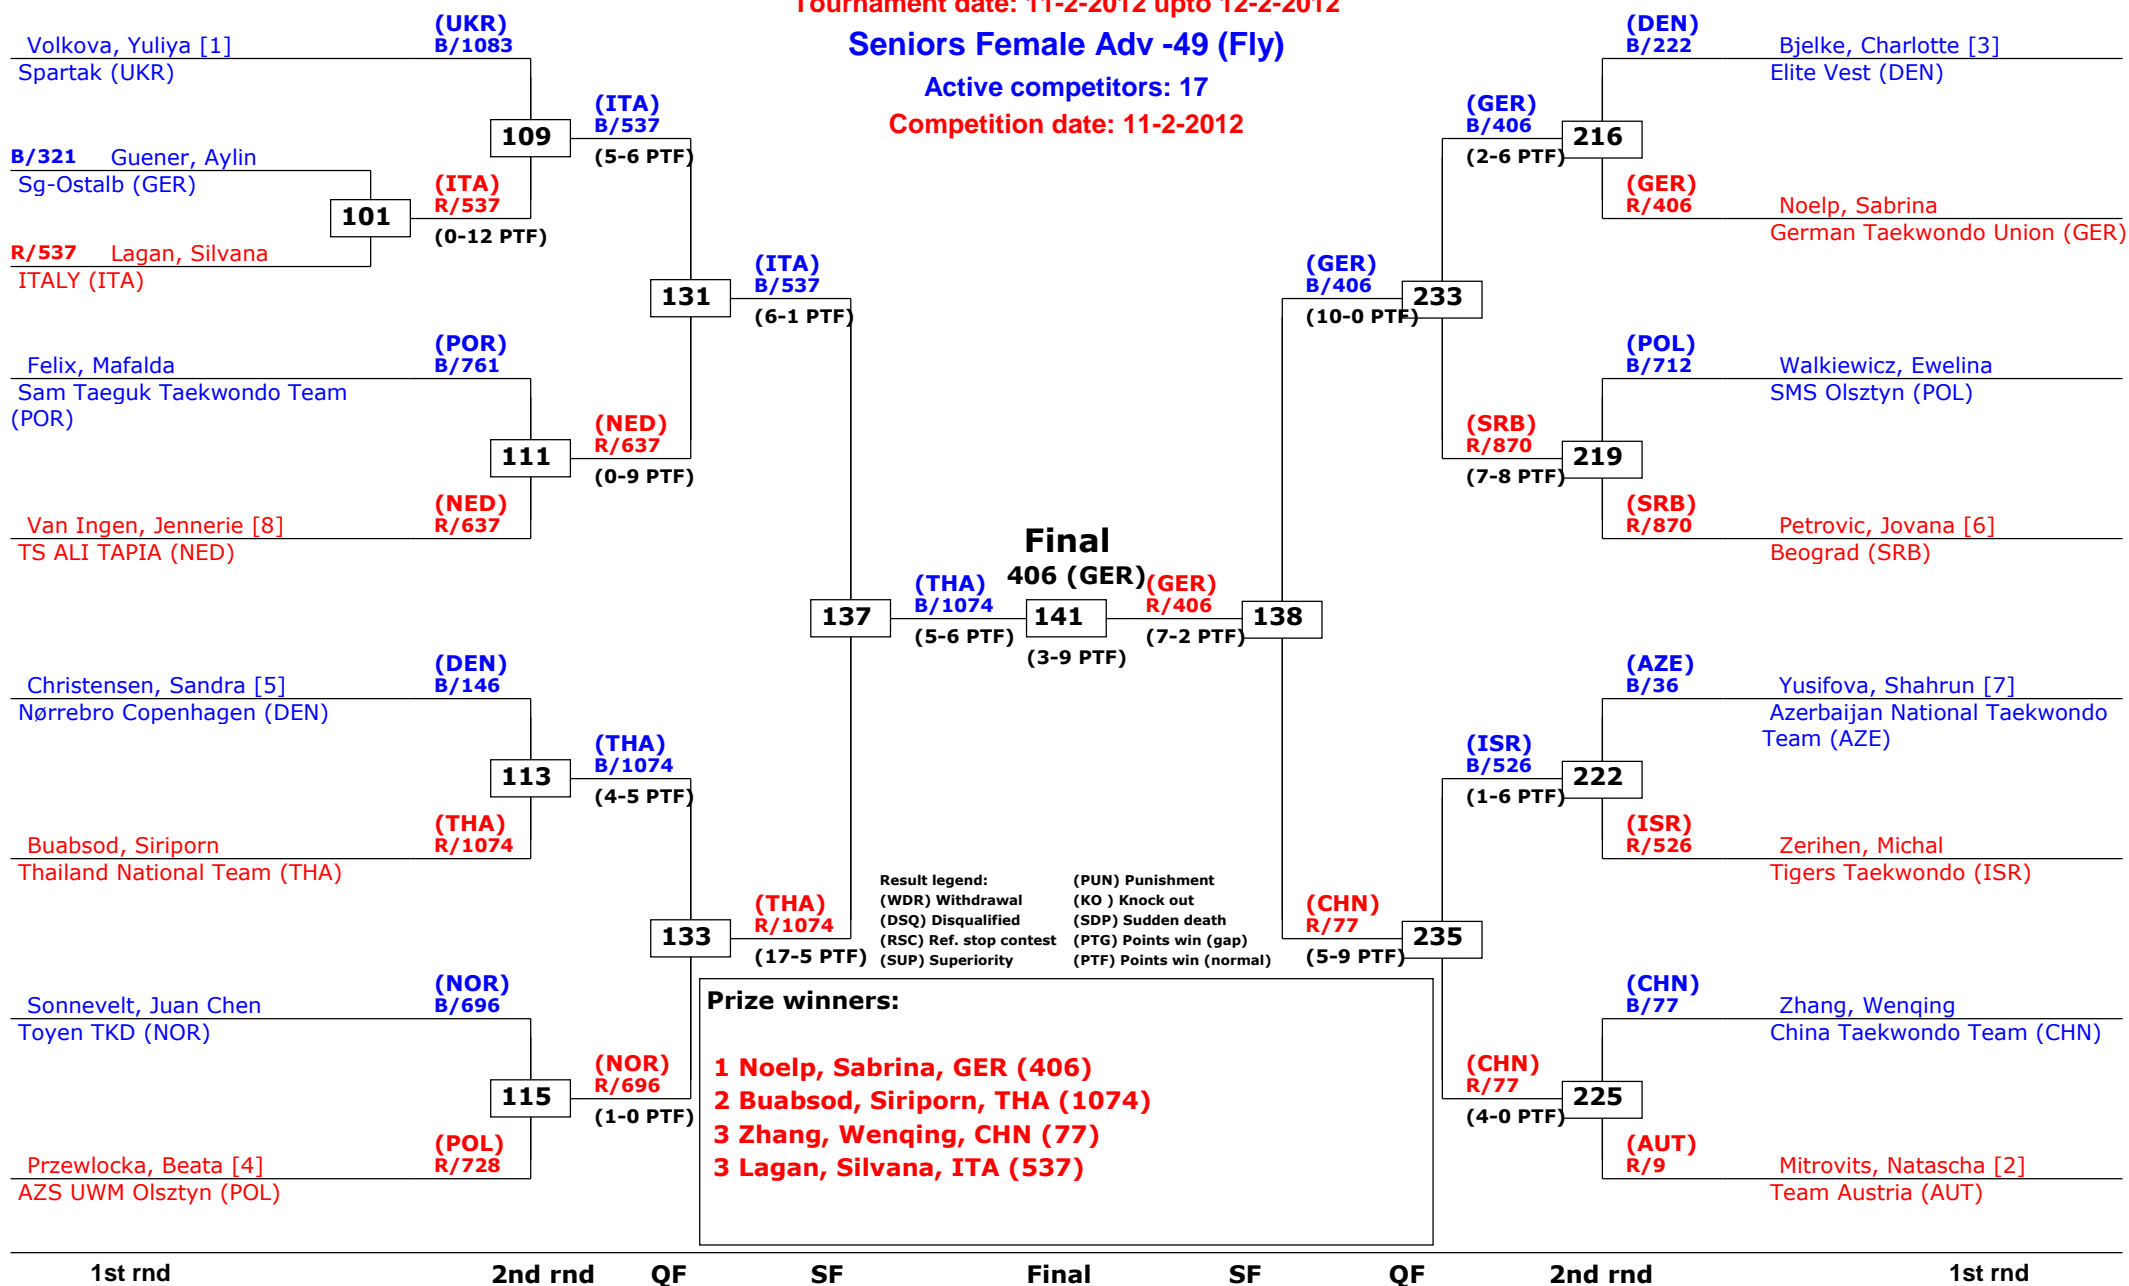 Tournament date: 11-2-2012 upto 12-2-2012
Seniors Female Adv -49 (Fly)
Active competitors: 17
Competition date: 11-2-2012
(UKR)
Volkova, Yuliya [1] B/1083
Spartak (UKR)
(ITA)
B/537
109
(5-6 PTF)
B/321 Guener, Aylin
Sg-Ostalb (GER)
(ITA)
R/537
101
(0-12 PTF)
R/537 Lagan, Silvana
ITALY (ITA)
(ITA)
B/537
131
(6-1 PTF)
(POR)
Felix, Mafalda B/761
Sam Taeguk Taekwondo Team
(POR)
(NED)
R/637
111
(0-9 PTF)
(NED)
Van Ingen, Jennerie [8] R/637
TS ALI TAPIA (NED)
137
(THA)
B/1074
(5-6 PTF)
Final
406 (GER)
141
(3-9 PTF)
(GER)
R/406
(7-2 PTF)
138
(DEN)
Christensen, Sandra [5] B/146
Nørrebro Copenhagen (DEN)
(THA)
B/1074
113
(4-5 PTF)
(THA)
Buabsod, Siriporn R/1074
Thailand National Team (THA)
(THA)
R/1074
133
(17-5 PTF)
(NOR)
Sonnevelt, Juan Chen B/696
Toyen TKD (NOR)
(NOR)
R/696
115
(1-0 PTF)
(POL)
Przewlocka, Beata [4] R/728
AZS UWM Olsztyn (POL)
(DEN)
B/222 Bjelke, Charlotte [3]
Elite Vest (DEN)
(GER)
B/406
216
(2-6 PTF)
(GER)
R/406 Noelp, Sabrina
German Taekwondo Union (GER)
(GER)
B/406
233
(10-0 PTF)
(POL)
B/712 Walkiewicz, Ewelina
SMS Olsztyn (POL)
(SRB)
R/870
219
(7-8 PTF)
(SRB)
R/870 Petrovic, Jovana [6]
Beograd (SRB)
(AZE)
B/36 Yusifova, Shahrun [7]
Azerbaijan National Taekwondo
Team (AZE)
(ISR)
B/526
222
(1-6 PTF)
(ISR)
R/526 Zerihen, Michal
Tigers Taekwondo (ISR)
(CHN)
R/77
235
(5-9 PTF)
(CHN)
B/77 Zhang, Wenqing
China Taekwondo Team (CHN)
(CHN)
R/77
225
(4-0 PTF)
(AUT)
R/9 Mitrovits, Natascha [2]
Team Austria (AUT)
Result legend: (PUN) Punishment
(WDR) Withdrawal (KO ) Knock out
(DSQ) Disqualified (SDP) Sudden death
(RSC) Ref. stop contest (PTG) Points win (gap)
(SUP) Superiority (PTF) Points win (normal)
Prize winners:
1 Noelp, Sabrina, GER (406)
2 Buabsod, Siriporn, THA (1074)
3 Zhang, Wenqing, CHN (77)
3 Lagan, Silvana, ITA (537)
1st rnd 2nd rnd QF SF Final SF QF 2nd rnd 1st rnd